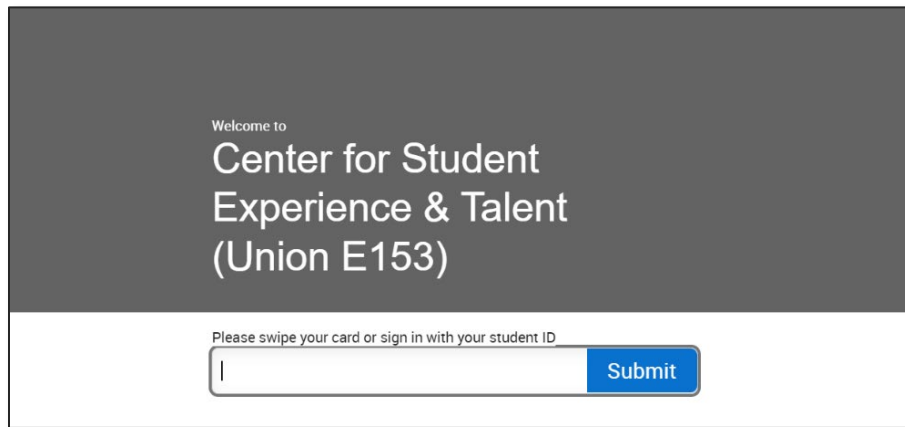 Welcome to
Center for Student
Experience & Talent
(Union E153)
Please swipe your card or sign in with your student ID
Submit